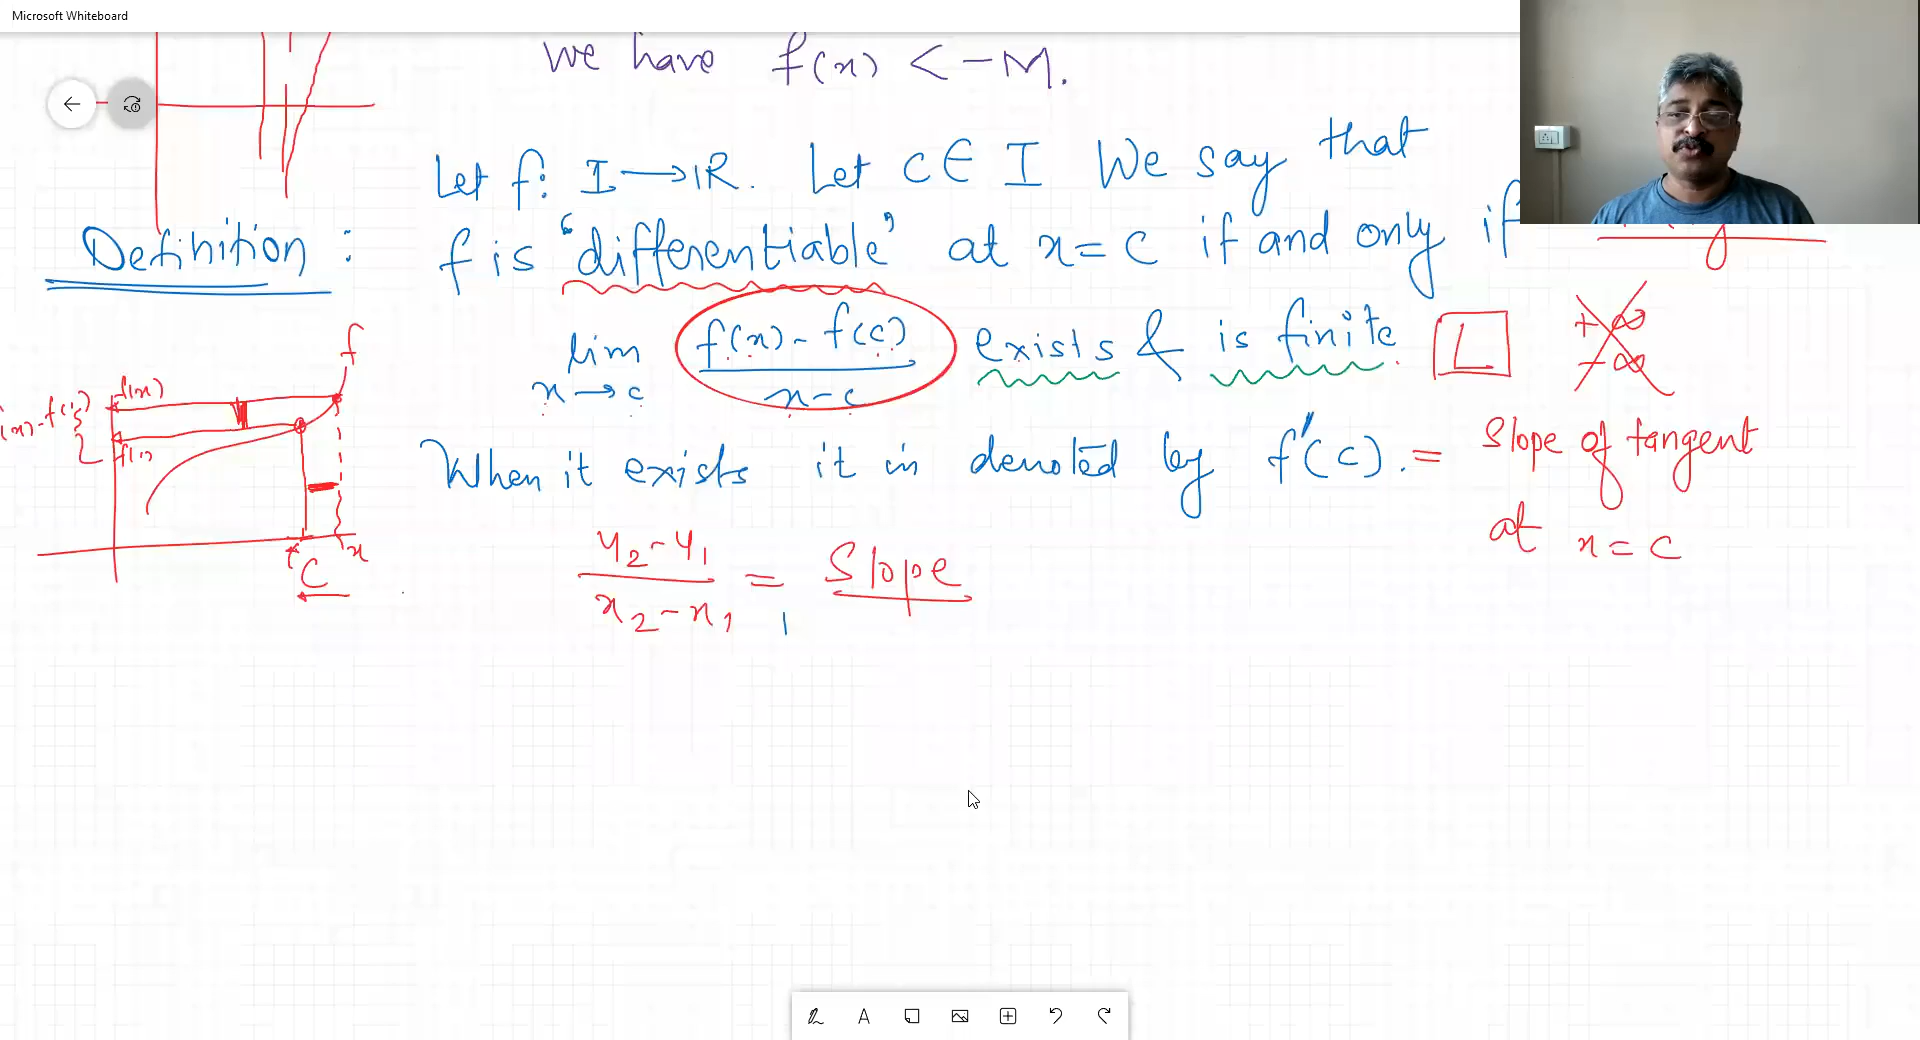 Microsoft Whiteboard
we have f(x) < -M.
Let f: I → IR. Let C ∈ I We say that
Definition : f is "differentiable" at x = c if and only if
lim x→c f(x) - f(c) / x - c exists & is finite. L
+∞
-∞
f
f(x)
When it exists it is denoted by f'(c). = Slope of tangent
at x = c
y2 - y1 / x2 - x1 = Slope
C
x